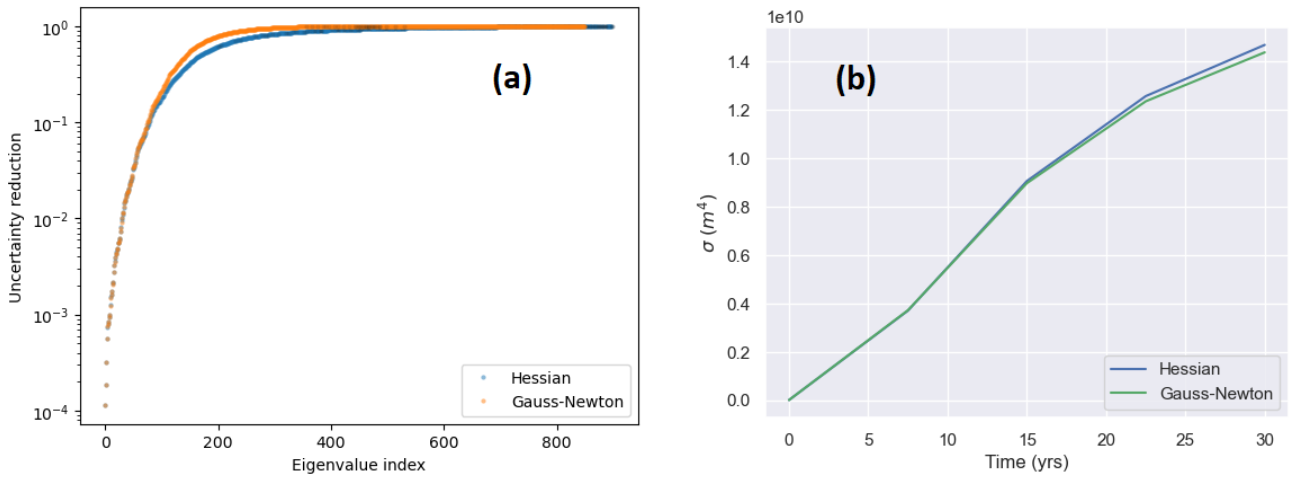 10⁰
10⁻¹
10⁻²
10⁻³
10⁻⁴
Uncertainty reduction
(a)
Hessian
Gauss-Newton
0
200
400
600
800
Eigenvalue index
1e10
1.4
1.2
1.0
0.8
0.6
0.4
0.2
0.0
σ (m⁴)
(b)
Hessian
Gauss-Newton
0
5
10
15
20
25
30
Time (yrs)